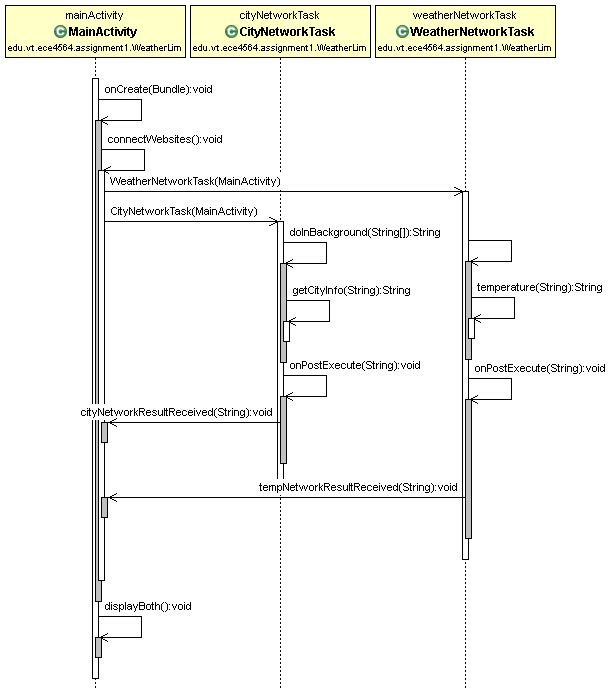 mainActivity
C MainActivity
edu.vt.ece4564.assignment1.WeatherLim
cityNetworkTask
C CityNetworkTask
edu.vt.ece4564.assignment1.WeatherLim
weatherNetworkTask
C WeatherNetworkTask
edu.vt.ece4564.assignment1.WeatherLim
onCreate(Bundle):void
connectWebsites():void
WeatherNetworkTask(MainActivity)
CityNetworkTask(MainActivity)
doInBackground(String[]):String
getCityInfo(String):String
temperature(String):String
onPostExecute(String):void
onPostExecute(String):void
cityNetworkResultReceived(String):void
tempNetworkResultReceived(String):void
displayBoth():void